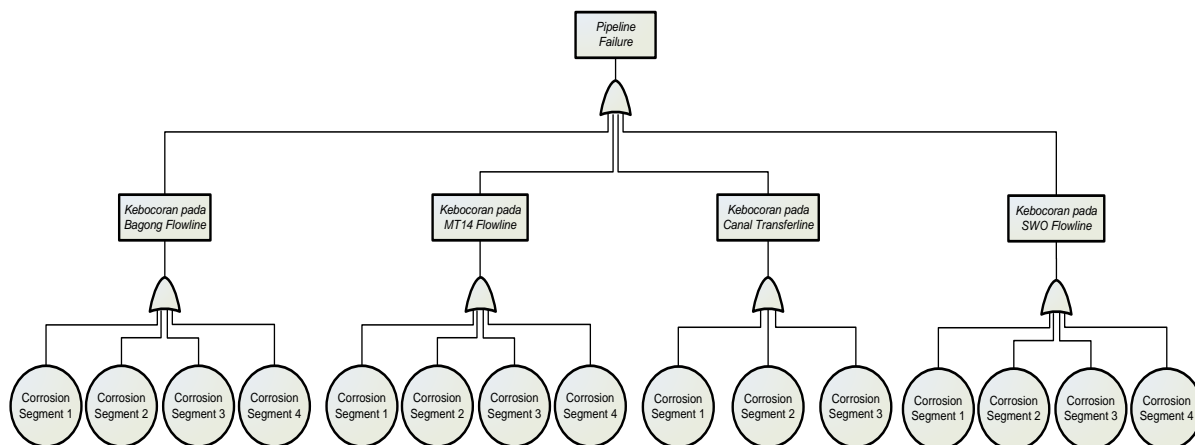 Pipeline
Failure
Kebocoran pada
Bagong Flowline
Kebocoran pada
MT14 Flowline
Kebocoran pada
Canal Transferline
Kebocoran pada
SWO Flowline
Corrosion
Segment 1
Corrosion
Segment 2
Corrosion
Segment 3
Corrosion
Segment 4
Corrosion
Segment 1
Corrosion
Segment 2
Corrosion
Segment 3
Corrosion
Segment 4
Corrosion
Segment 1
Corrosion
Segment 2
Corrosion
Segment 3
Corrosion
Segment 1
Corrosion
Segment 2
Corrosion
Segment 3
Corrosion
Segment 4